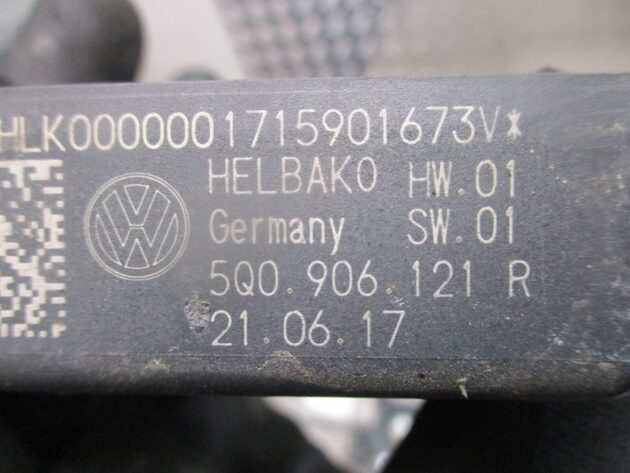 HLK0000001715901673V*
HELBAKO HW.01
Germany SW.01
5Q0.906.121 R
21.06.17